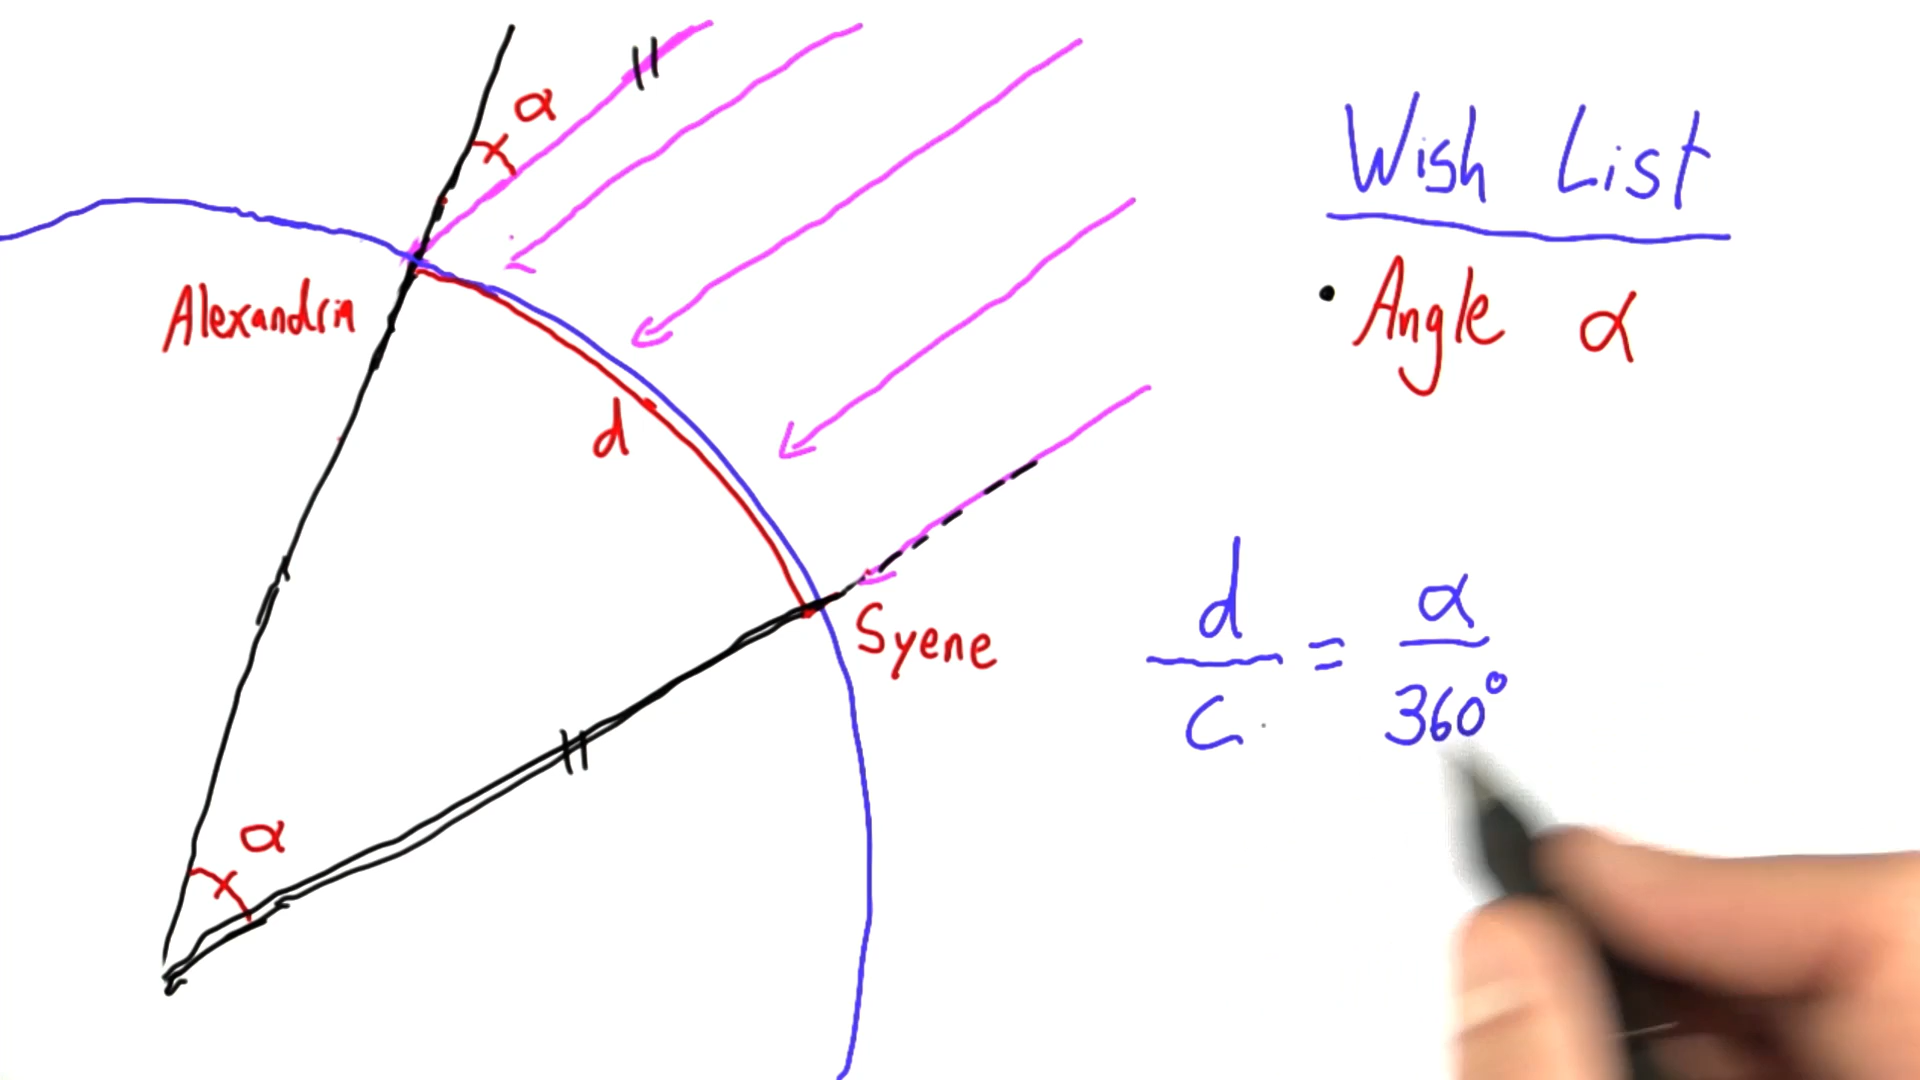 α
Alexandria
d
Syene
α
Wish List
• Angle α
d/c = α/360°